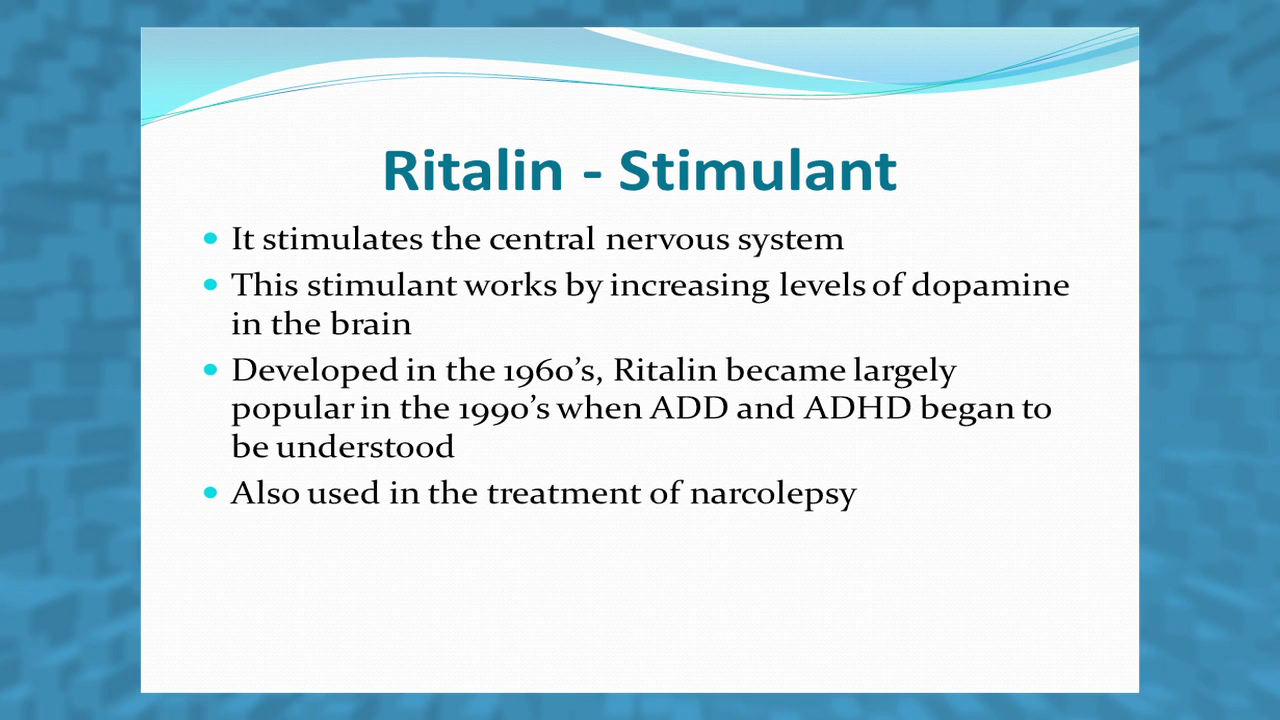 Ritalin - Stimulant
• It stimulates the central nervous system
• This stimulant works by increasing levels of dopamine
in the brain
• Developed in the 1960’s, Ritalin became largely
popular in the 1990’s when ADD and ADHD began to
be understood
• Also used in the treatment of narcolepsy